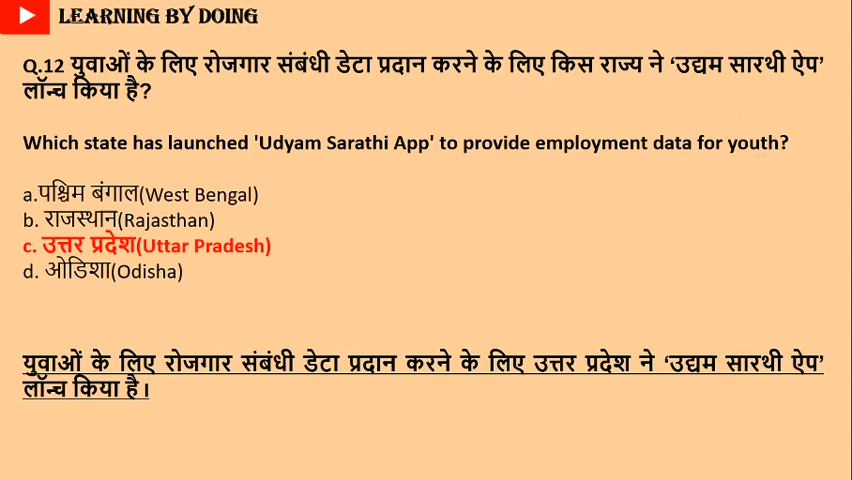 LEARNING BY DOING
Q.12 युवाओं के लिए रोजगार संबंधी डेटा प्रदान करने के लिए किस राज्य ने ‘उद्यम सारथी ऐप’
लॉन्च किया है?
Which state has launched 'Udyam Sarathi App' to provide employment data for youth?
a.पश्चिम बंगाल(West Bengal)
b. राजस्थान(Rajasthan)
c. उत्तर प्रदेश(Uttar Pradesh)
d. ओडिशा(Odisha)
युवाओं के लिए रोजगार संबंधी डेटा प्रदान करने के लिए उत्तर प्रदेश ने ‘उद्यम सारथी ऐप’
लॉन्च किया है।